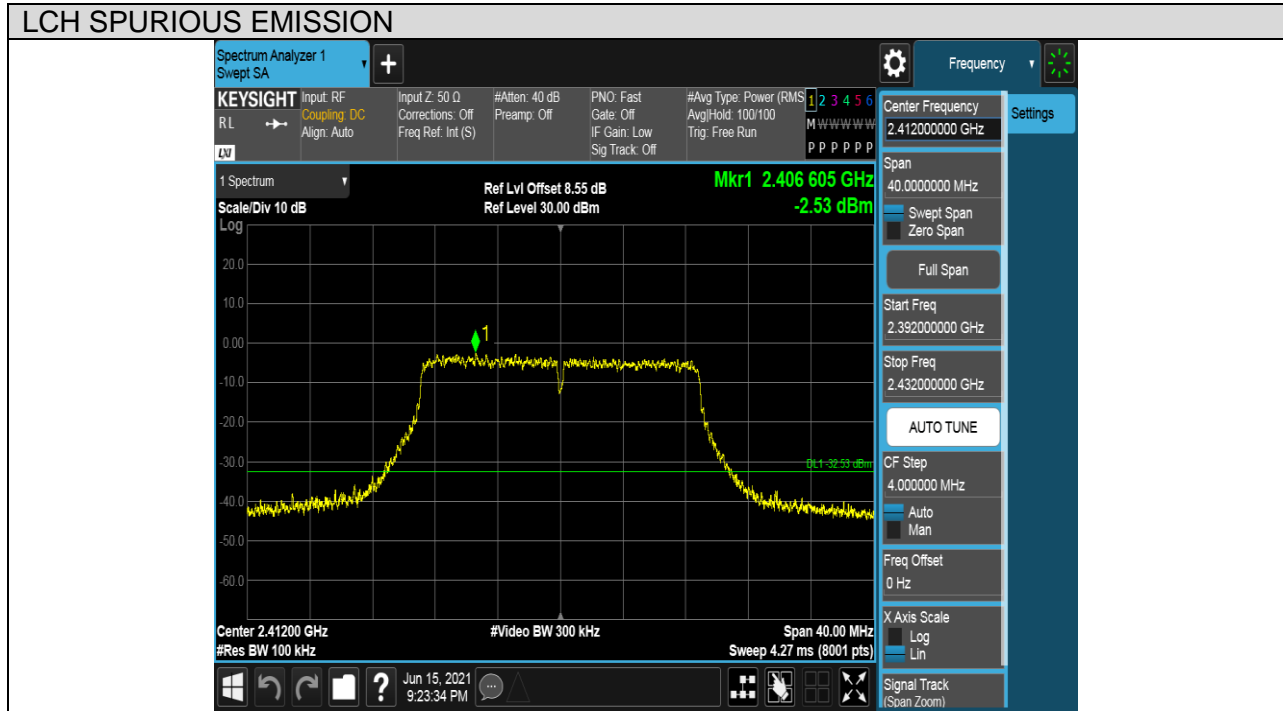 LCH SPURIOUS EMISSION
Spectrum Analyzer 1
Swept SA
+
Frequency
KEYSIGHT
RL
LXI
Input: RF
Coupling: DC
Align: Auto
Input Z: 50 Ω
Corrections: Off
Freq Ref: Int (S)
#Atten: 40 dB
Preamp: Off
PNO: Fast
Gate: Off
IF Gain: Low
Sig Track: Off
#Avg Type: Power (RMS
Avg|Hold: 100/100
Trig: Free Run
1 2 3 4 5 6
M W W W W W
P P P P P P
1 Spectrum
Scale/Div 10 dB
Ref Lvl Offset 8.55 dB
Ref Level 30.00 dBm
Mkr1 2.406 605 GHz
-2.53 dBm
Log
20.0
10.0
0.00
-10.0
-20.0
-30.0
-40.0
-50.0
-60.0
1
DL1 -32.53 dBm
Center 2.41200 GHz
#Res BW 100 kHz
#Video BW 300 kHz
Span 40.00 MHz
Sweep 4.27 ms (8001 pts)
Center Frequency
2.412000000 GHz
Settings
Span
40.0000000 MHz
Swept Span
Zero Span
Full Span
Start Freq
2.392000000 GHz
Stop Freq
2.432000000 GHz
AUTO TUNE
CF Step
4.000000 MHz
Auto
Man
Freq Offset
0 Hz
X Axis Scale
Log
Lin
Signal Track
(Span Zoom)
?
Jun 15, 2021
9:23:34 PM